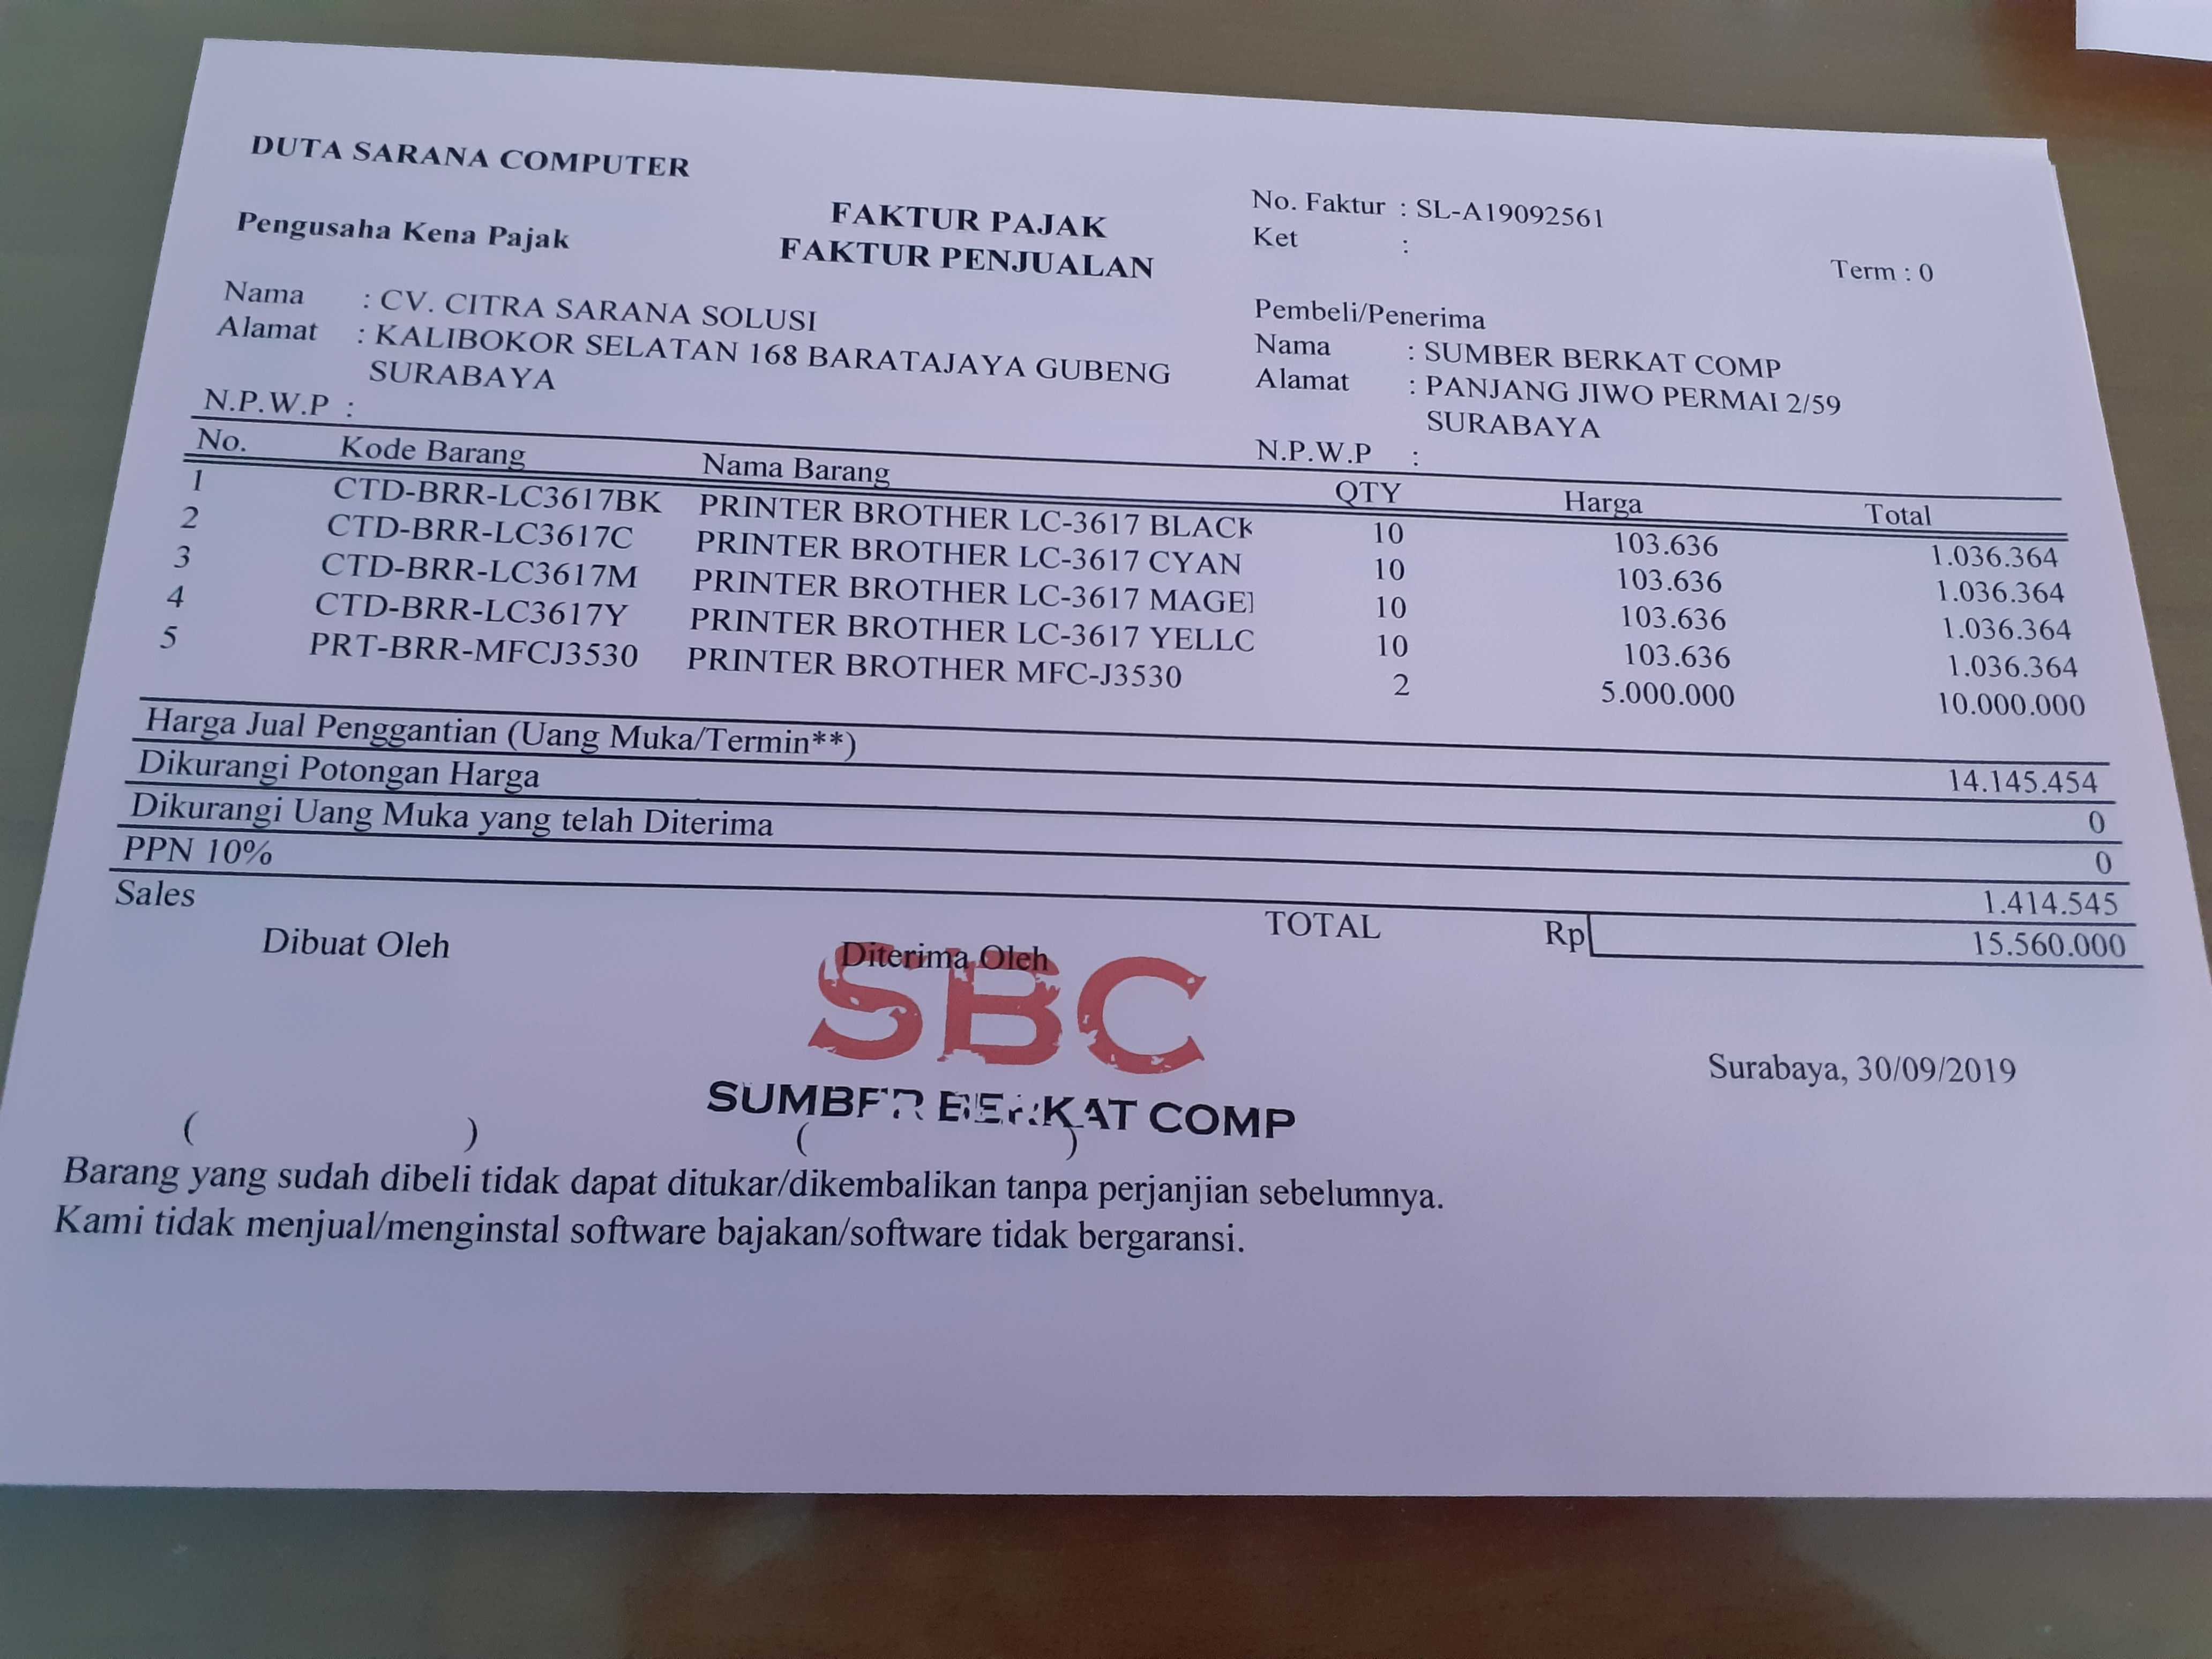 DUTA SARANA COMPUTER
Pengusaha Kena Pajak
FAKTUR PAJAK
FAKTUR PENJUALAN
No. Faktur : SL-A19092561
Ket :
Term : 0
Nama : CV. CITRA SARANA SOLUSI
Alamat : KALIBOKOR SELATAN 168 BARATAJAYA GUBENG
SURABAYA
N.P.W.P :
Pembeli/Penerima
Nama : SUMBER BERKAT COMP
Alamat : PANJANG JIWO PERMAI 2/59
SURABAYA
N.P.W.P :
No. Kode Barang Nama Barang QTY Harga Total
1 CTD-BRR-LC3617BK PRINTER BROTHER LC-3617 BLACK 10 103.636 1.036.364
2 CTD-BRR-LC3617C PRINTER BROTHER LC-3617 CYAN 10 103.636 1.036.364
3 CTD-BRR-LC3617M PRINTER BROTHER LC-3617 MAGE 10 103.636 1.036.364
4 CTD-BRR-LC3617Y PRINTER BROTHER LC-3617 YELLO 10 103.636 1.036.364
5 PRT-BRR-MFCJ3530 PRINTER BROTHER MFC-J3530 2 5.000.000 10.000.000
Harga Jual Penggantian (Uang Muka/Termin**) 14.145.454
Dikurangi Potongan Harga 0
Dikurangi Uang Muka yang telah Diterima 0
PPN 10% 1.414.545
Sales
TOTAL Rp 15.560.000
Dibuat Oleh Diterima Oleh
SBC
SUMBER BERKAT COMP
Surabaya, 30/09/2019
( ) ( )
Barang yang sudah dibeli tidak dapat ditukar/dikembalikan tanpa perjanjian sebelumnya.
Kami tidak menjual/menginstal software bajakan/software tidak bergaransi.